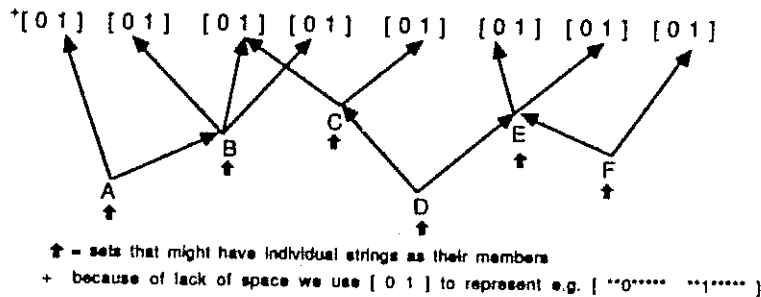 +[ 0 1 ] [ 0 1 ] [ 0 1 ] [ 0 1 ] [ 0 1 ] [ 0 1 ] [ 0 1 ] [ 0 1 ]
C
E
B
F
A
D
⬆ = sets that might have individual strings as their members
+ because of lack of space we use [ 0 1 ] to represent e.g. { **0***** **1***** }